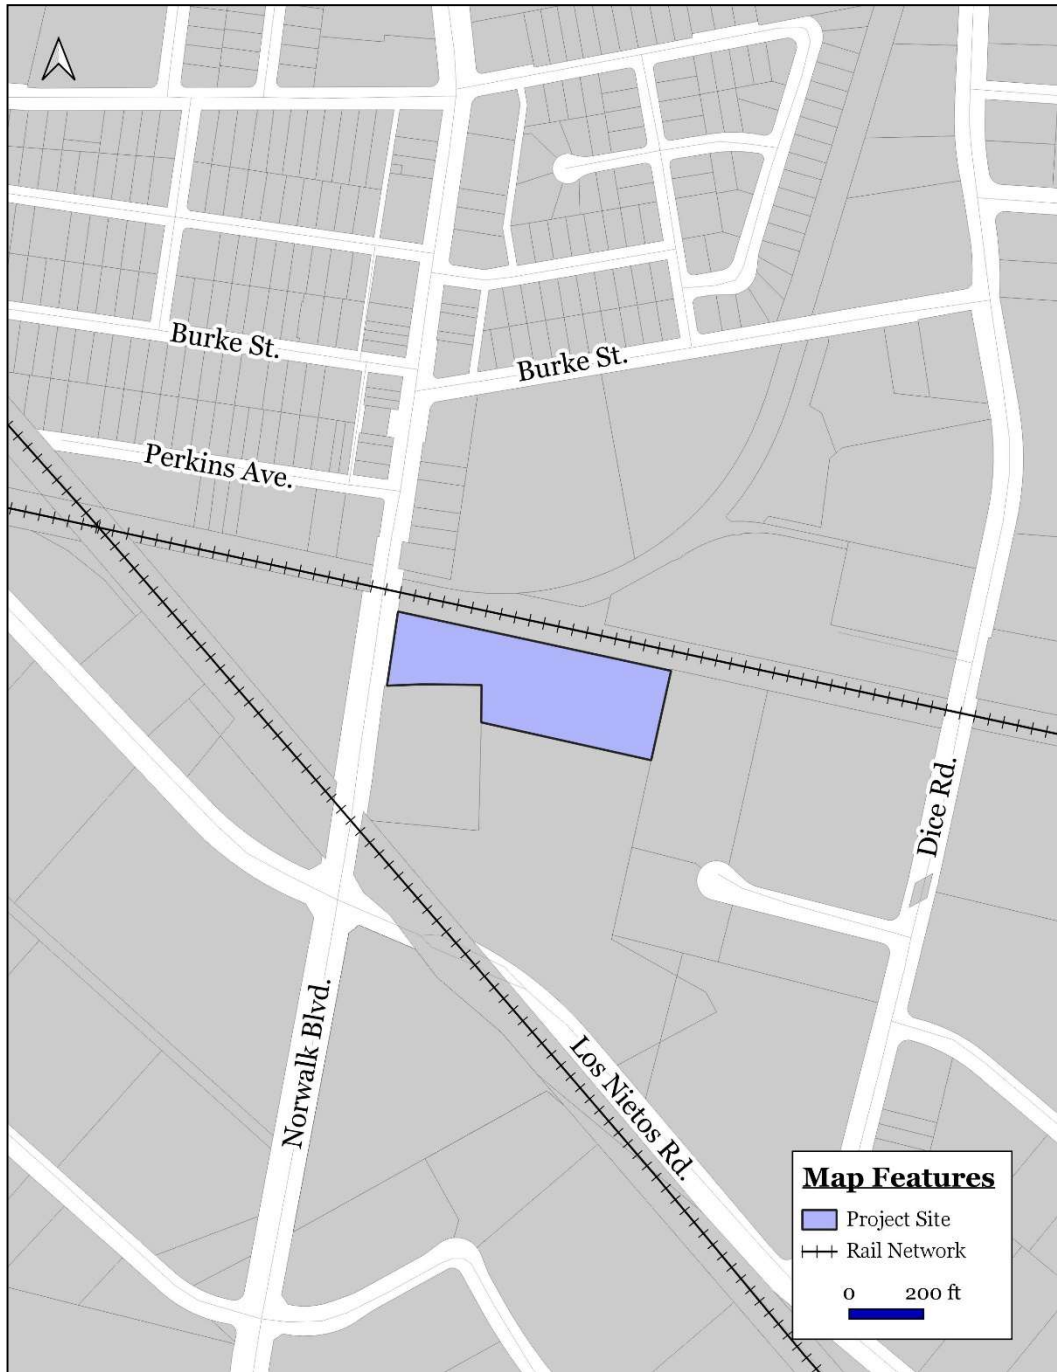 Burke St.
Burke St.
Perkins Ave.
Dice Rd.
Norwalk Blvd.
Los Nietos Rd.
Map Features
Project Site
Rail Network
0 200 ft